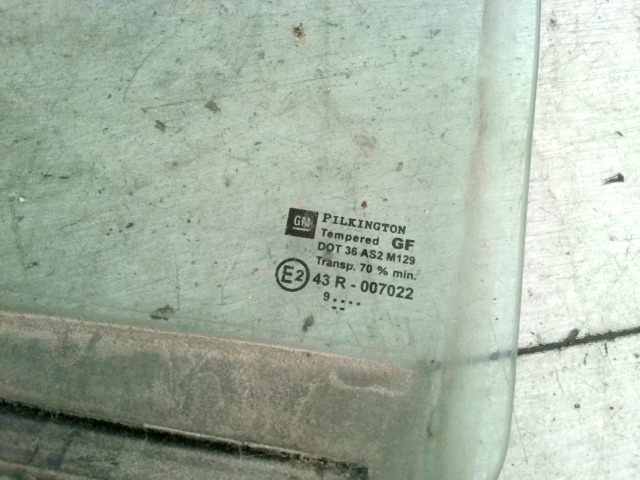 GM PILKINGTON
Tempered GF
DOT 36 AS2 M129
Transp. 70 % min.
E2 43 R - 007022
9....
--